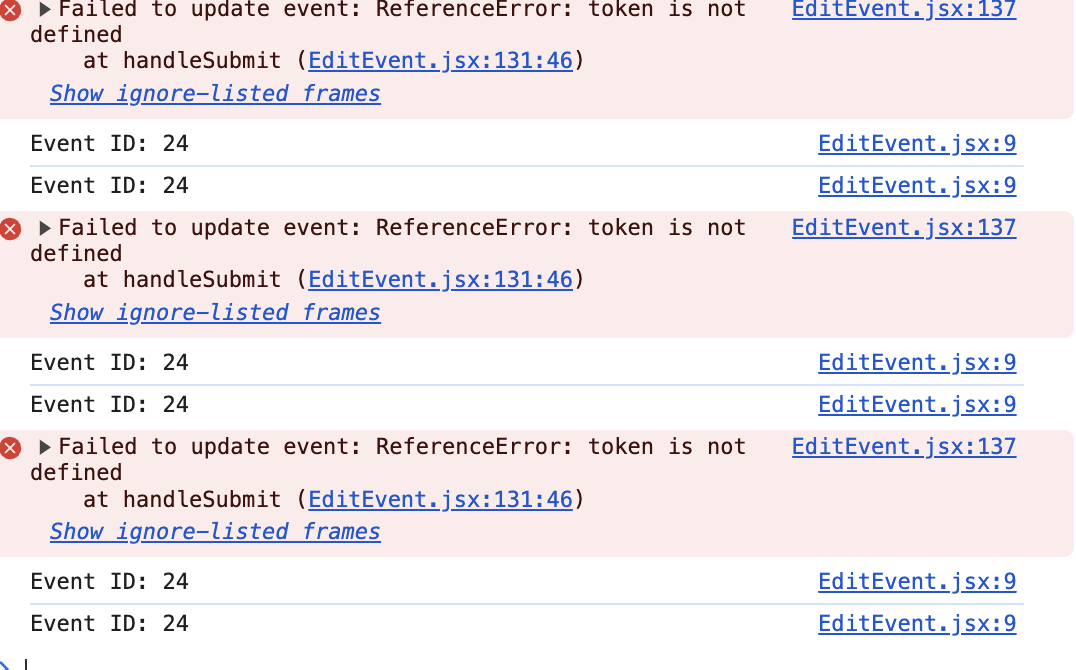 Failed to update event: ReferenceError: token is not EditEvent.jsx:137
defined
at handleSubmit (EditEvent.jsx:131:46)
Show ignore-listed frames
Event ID: 24 EditEvent.jsx:9
Event ID: 24 EditEvent.jsx:9
Failed to update event: ReferenceError: token is not EditEvent.jsx:137
defined
at handleSubmit (EditEvent.jsx:131:46)
Show ignore-listed frames
Event ID: 24 EditEvent.jsx:9
Event ID: 24 EditEvent.jsx:9
Failed to update event: ReferenceError: token is not EditEvent.jsx:137
defined
at handleSubmit (EditEvent.jsx:131:46)
Show ignore-listed frames
Event ID: 24 EditEvent.jsx:9
Event ID: 24 EditEvent.jsx:9